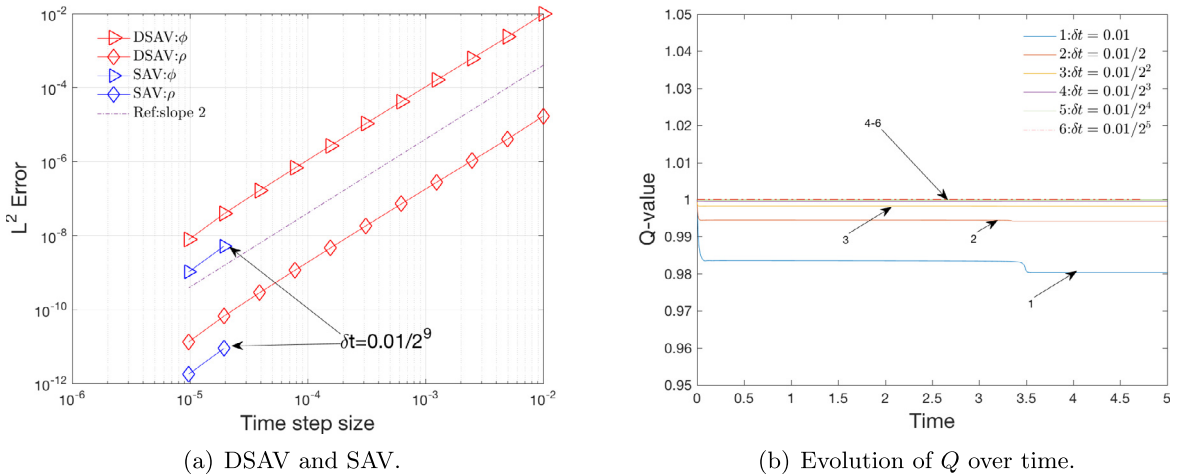 10^-2
10^-4
10^-6
10^-8
10^-10
10^-12
L^2 Error
DSAV:ϕ
DSAV:ρ
SAV:ϕ
SAV:ρ
Ref:slope 2
δt=0.01/2^9
10^-6
10^-5
10^-4
10^-3
10^-2
Time step size
(a) DSAV and SAV.
1.05
1.04
1.03
1.02
1.01
1
0.99
0.98
0.97
0.96
0.95
Q-value
1:δt = 0.01
2:δt = 0.01/2
3:δt = 0.01/2^2
4:δt = 0.01/2^3
5:δt = 0.01/2^4
6:δt = 0.01/2^5
4-6
3
2
1
0
0.5
1
1.5
2
2.5
3
3.5
4
4.5
5
Time
(b) Evolution of Q over time.